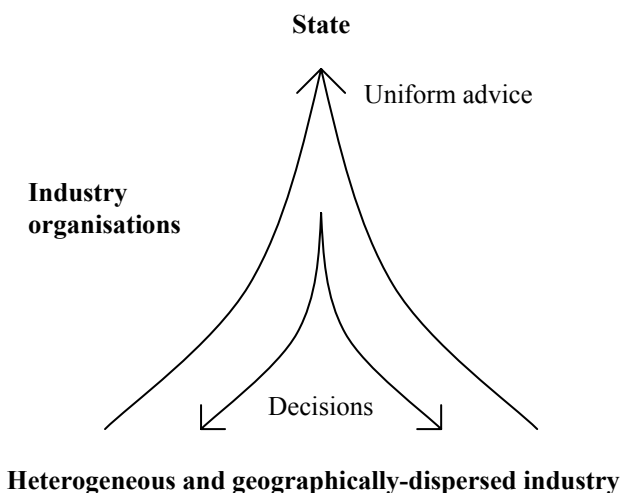 State
Uniform advice
Industry
organisations
Decisions
Heterogeneous and geographically-dispersed industry